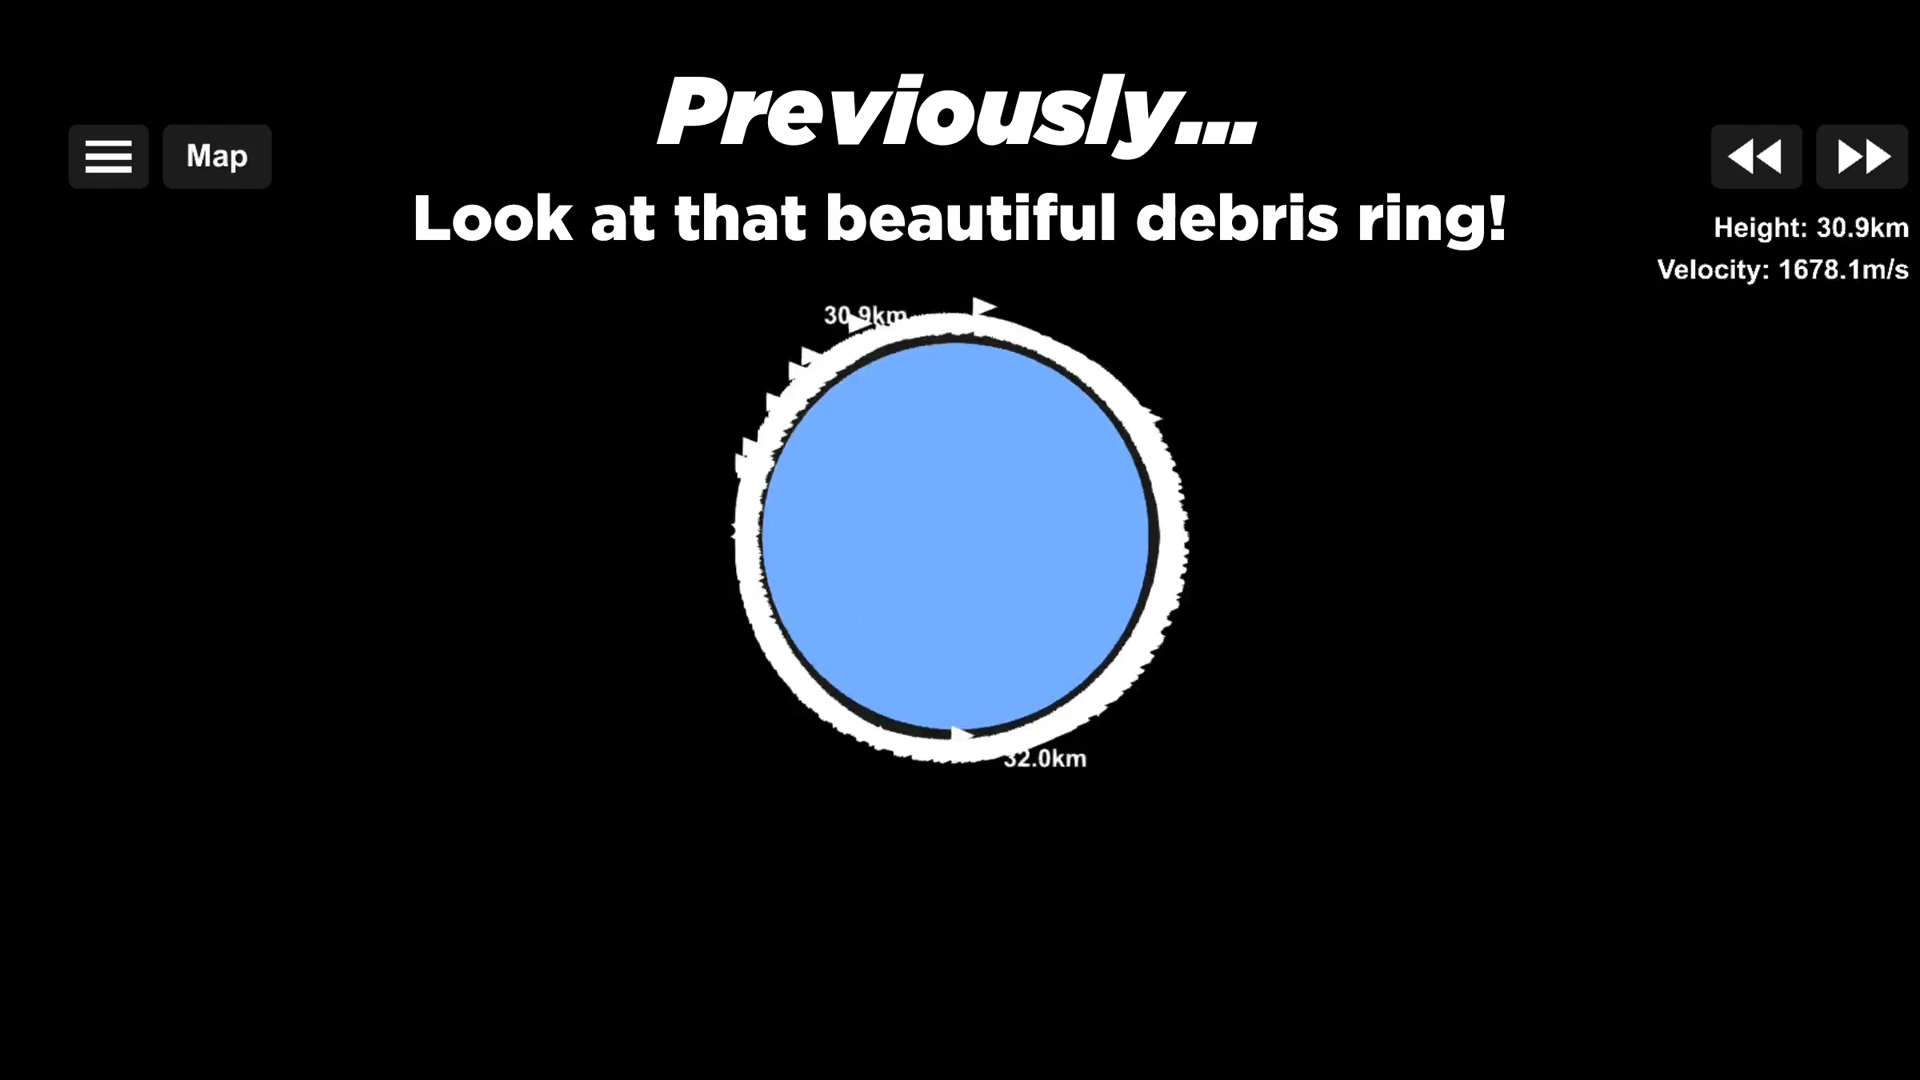 Previously...
Map
Look at that beautiful debris ring!
Height: 30.9km
Velocity: 1678.1m/s
30.9km
32.0km